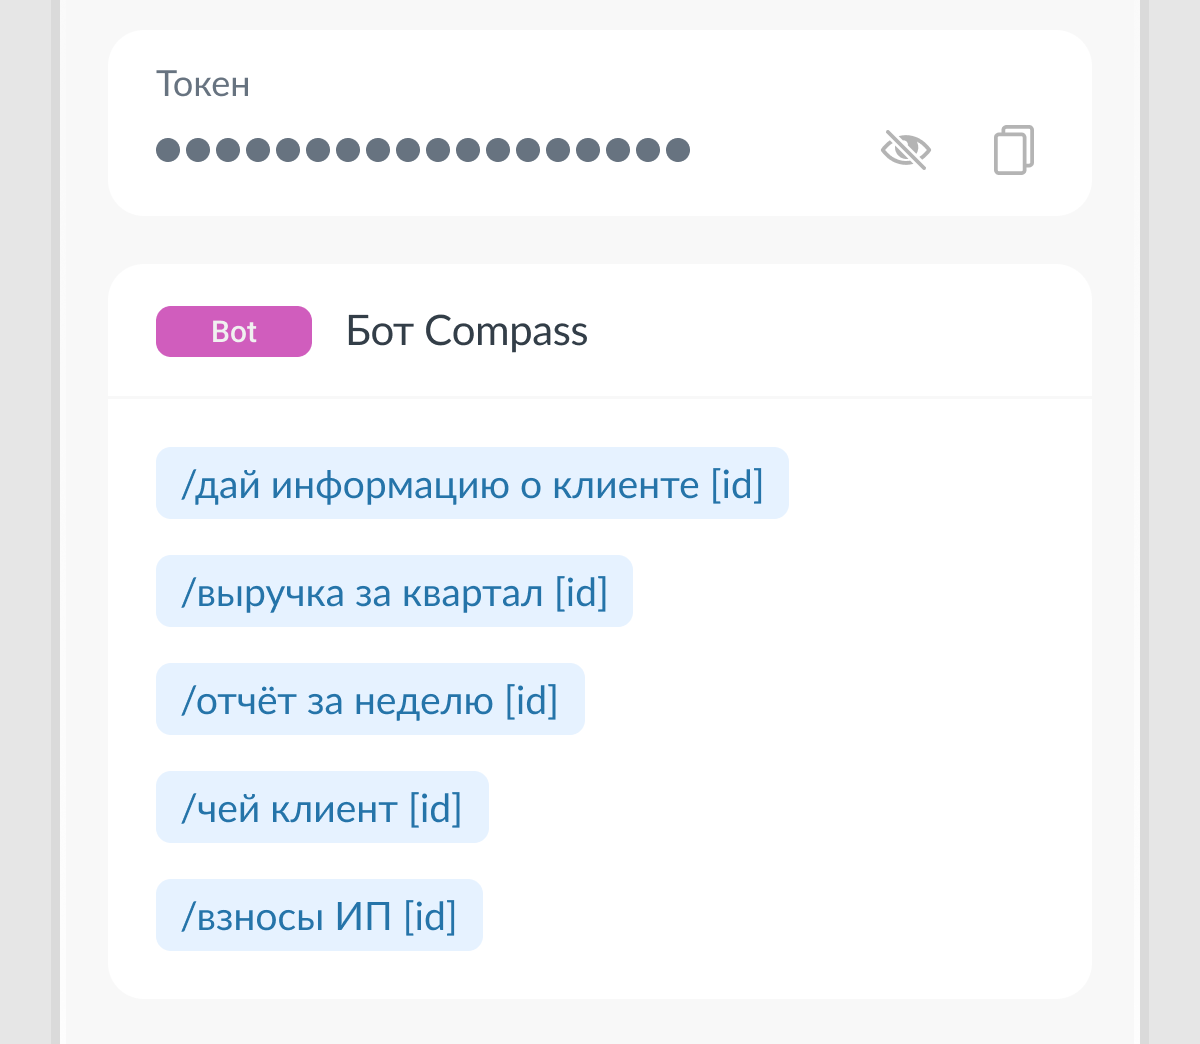 Токен
Bot Бот Compass
/дай информацию о клиенте [id]
/выручка за квартал [id]
/отчёт за неделю [id]
/чей клиент [id]
/взносы ИП [id]